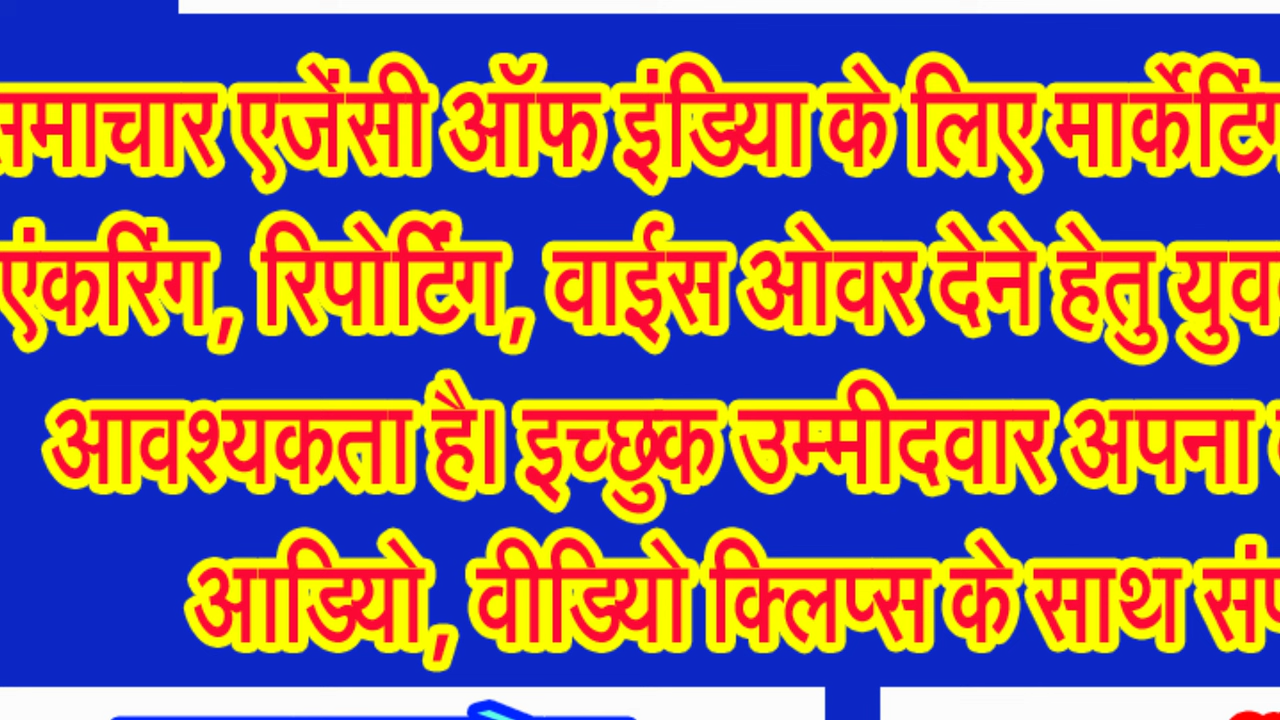 समाचार एजेंसी ऑफ इंडिया के लिए मार्केटिंग
एंकरिंग, रिपोर्टिंग, वाईस ओवर देने हेतु
आवश्यकता है। इच्छुक उम्मीदवार अपना
आडियो, वीडियो क्लिप्स के साथ